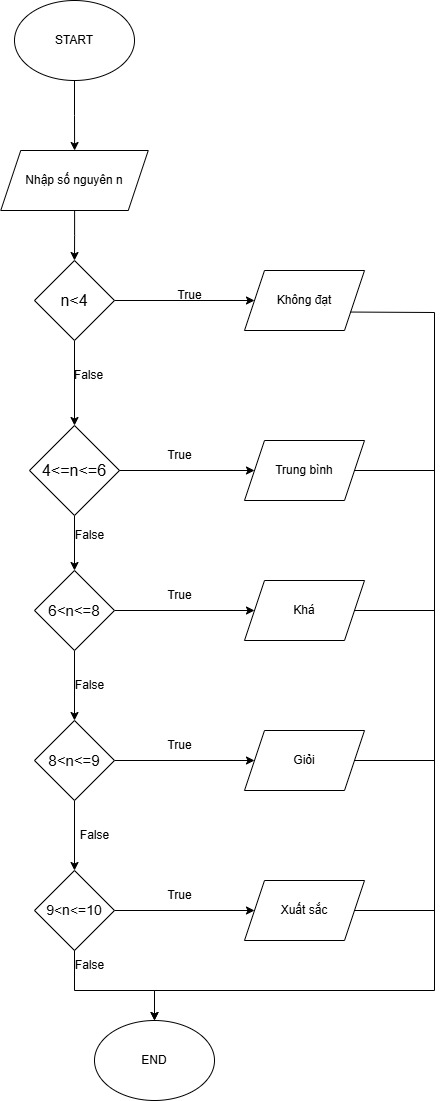 START
Nhập số nguyên n
n<4
True
Không đạt
False
4<=n<=6
True
Trung bình
False
6<n<=8
True
Khá
False
8<n<=9
True
Giỏi
False
9<n<=10
True
Xuất sắc
False
END